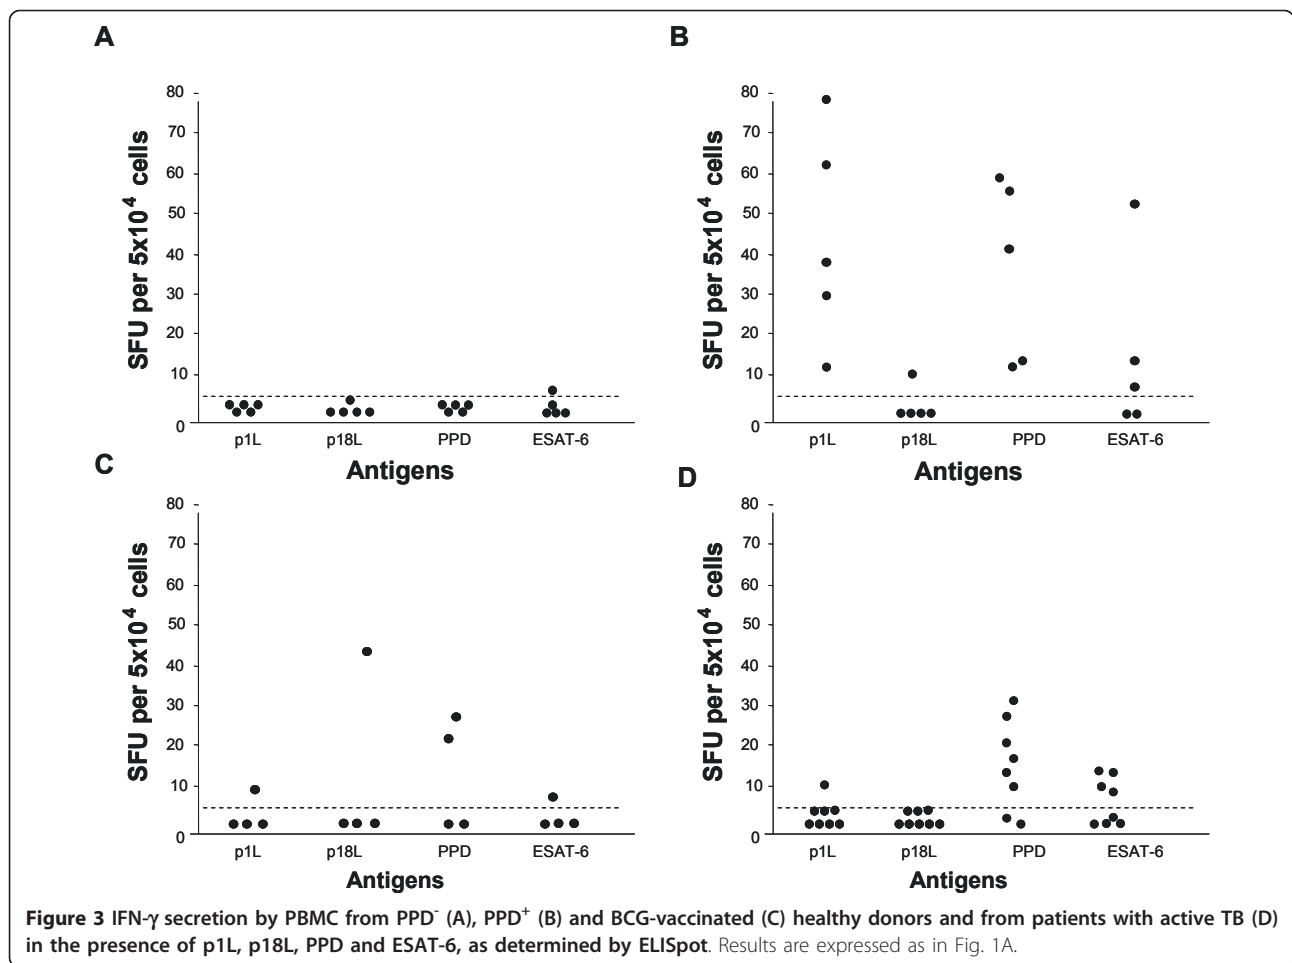 A
80
70
60
50
40
30
20
10
0
SFU per 5x10⁴ cells
p1L p18L PPD ESAT-6
Antigens
B
80
70
60
50
40
30
20
10
0
SFU per 5x10⁴ cells
p1L p18L PPD ESAT-6
Antigens
C
80
70
60
50
40
30
20
10
0
SFU per 5x10⁴ cells
p1L p18L PPD ESAT-6
Antigens
D
80
70
60
50
40
30
20
10
0
SFU per 5x10⁴ cells
p1L p18L PPD ESAT-6
Antigens
Figure 3 IFN-γ secretion by PBMC from PPD⁻ (A), PPD⁺ (B) and BCG-vaccinated (C) healthy donors and from patients with active TB (D)
in the presence of p1L, p18L, PPD and ESAT-6, as determined by ELISpot. Results are expressed as in Fig. 1A.